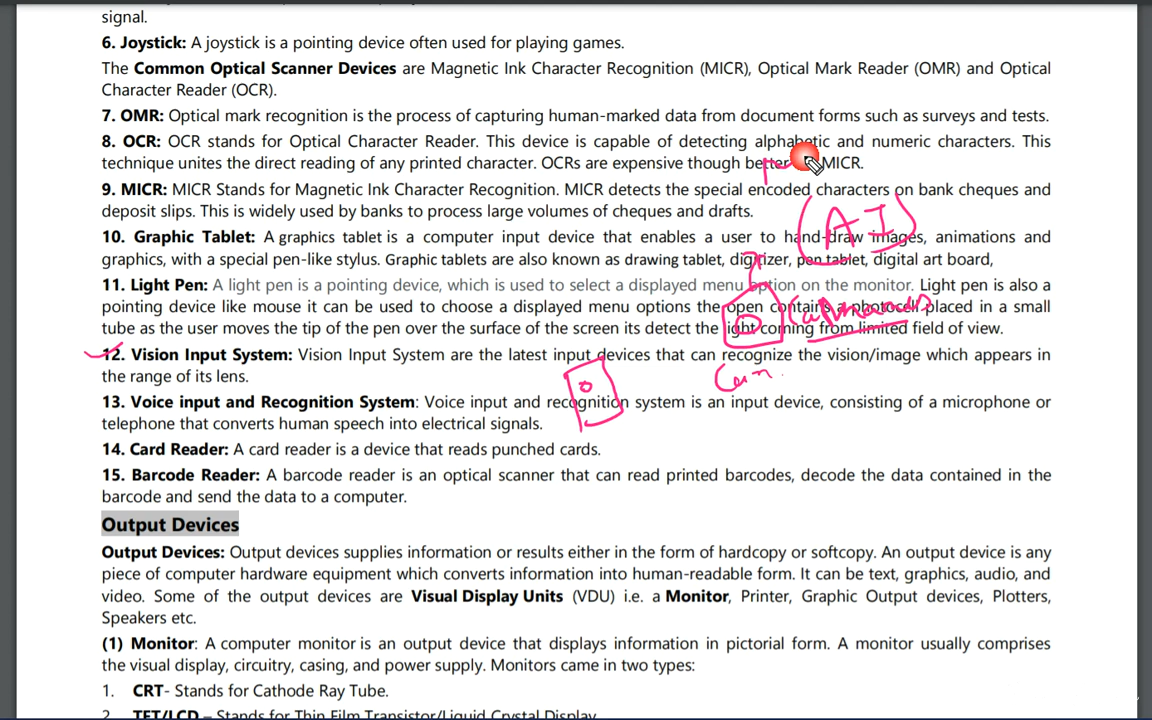 signal.
6. Joystick: A joystick is a pointing device often used for playing games.
The Common Optical Scanner Devices are Magnetic Ink Character Recognition (MICR), Optical Mark Reader (OMR) and Optical
Character Reader (OCR).
7. OMR: Optical mark recognition is the process of capturing human-marked data from document forms such as surveys and tests.
8. OCR: OCR stands for Optical Character Reader. This device is capable of detecting alphabetic and numeric characters. This
technique unites the direct reading of any printed character. OCRs are expensive though better MICR.
9. MICR: MICR Stands for Magnetic Ink Character Recognition. MICR detects the special encoded characters on bank cheques and
deposit slips. This is widely used by banks to process large volumes of cheques and drafts.
(AI)
10. Graphic Tablet: A graphics tablet is a computer input device that enables a user to hand-draw images, animations and
graphics, with a special pen-like stylus. Graphic tablets are also known as drawing tablet, digitizer, pen tablet, digital art board,
11. Light Pen: A light pen is a pointing device, which is used to select a displayed menu option on the monitor. Light pen is also a
pointing device like mouse it can be used to choose a displayed menu options the open contains a photocell placed in a small
tube as the user moves the tip of the pen over the surface of the screen its detect the light coming from limited field of view.
12. Vision Input System: Vision Input System are the latest input devices that can recognize the vision/image which appears in
the range of its lens.
13. Voice input and Recognition System: Voice input and recognition system is an input device, consisting of a microphone or
telephone that converts human speech into electrical signals.
14. Card Reader: A card reader is a device that reads punched cards.
15. Barcode Reader: A barcode reader is an optical scanner that can read printed barcodes, decode the data contained in the
barcode and send the data to a computer.
Output Devices
Output Devices: Output devices supplies information or results either in the form of hardcopy or softcopy. An output device is any
piece of computer hardware equipment which converts information into human-readable form. It can be text, graphics, audio, and
video. Some of the output devices are Visual Display Units (VDU) i.e. a Monitor, Printer, Graphic Output devices, Plotters,
Speakers etc.
(1) Monitor: A computer monitor is an output device that displays information in pictorial form. A monitor usually comprises
the visual display, circuitry, casing, and power supply. Monitors came in two types:
1. CRT- Stands for Cathode Ray Tube.
2. TFT/LCD – Stands for Thin Film Transistor/Liquid Crystal Display